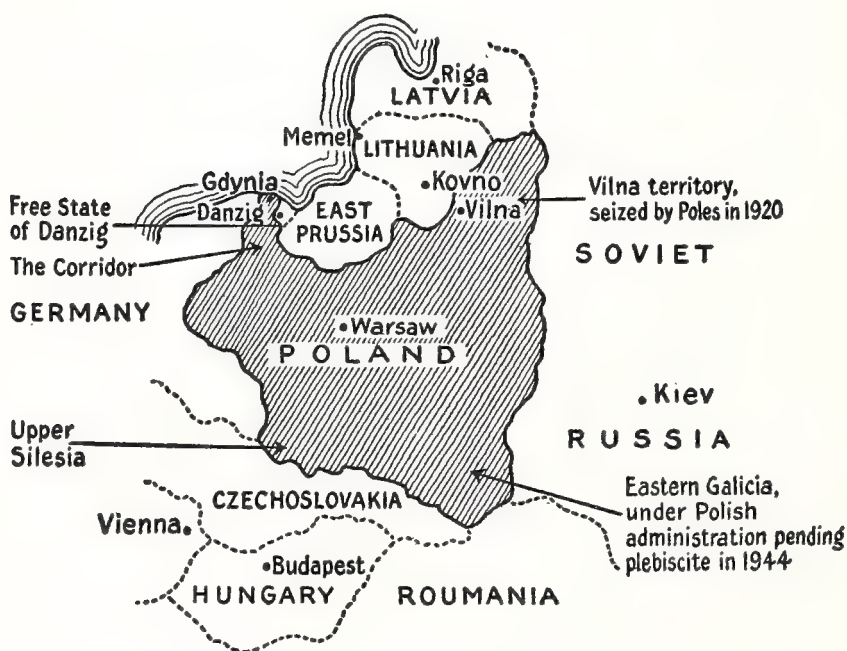 Riga
LATVIA
Memel
LITHUANIA
Gdynia
Kovno
Free State
of Danzig
Danzig
EAST
PRUSSIA
Vilna
Vilna territory,
seized by Poles in 1920
The Corridor
SOVIET
GERMANY
Warsaw
POLAND
Kiev
Upper
Silesia
RUSSIA
CZECHOSLOVAKIA
Eastern Galicia,
under Polish
administration pending
plebiscite in 1944
Vienna
Budapest
HUNGARY
ROUMANIA